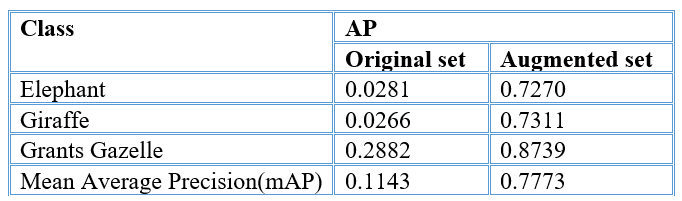 Class AP
Original set Augmented set
Elephant 0.0281 0.7270
Giraffe 0.0266 0.7311
Grants Gazelle 0.2882 0.8739
Mean Average Precision(mAP) 0.1143 0.7773